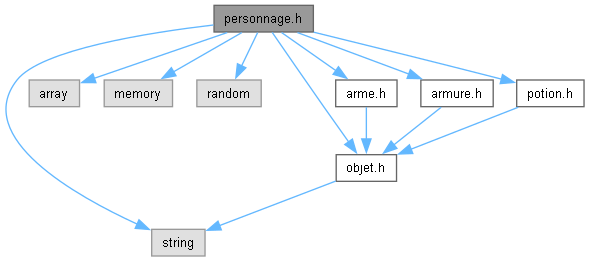 personnage.h
array
memory
random
arme.h
armure.h
potion.h
objet.h
string